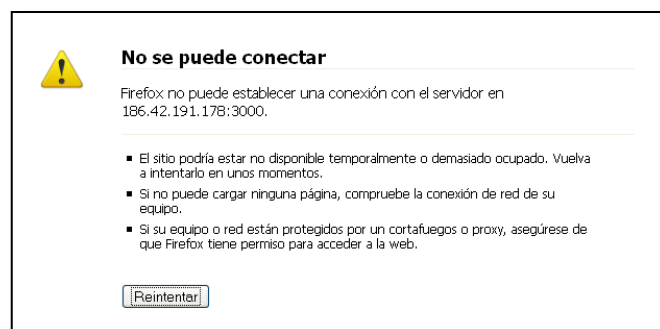 No se puede conectar
Firefox no puede establecer una conexión con el servidor en
186.42.191.178:3000.
El sitio podría estar no disponible temporalmente o demasiado ocupado. Vuelva
a intentarlo en unos momentos.
Si no puede cargar ninguna página, compruebe la conexión de red de su
equipo.
Si su equipo o red están protegidos por un cortafuegos o proxy, asegúrese de
que Firefox tiene permiso para acceder a la web.
Reintentar